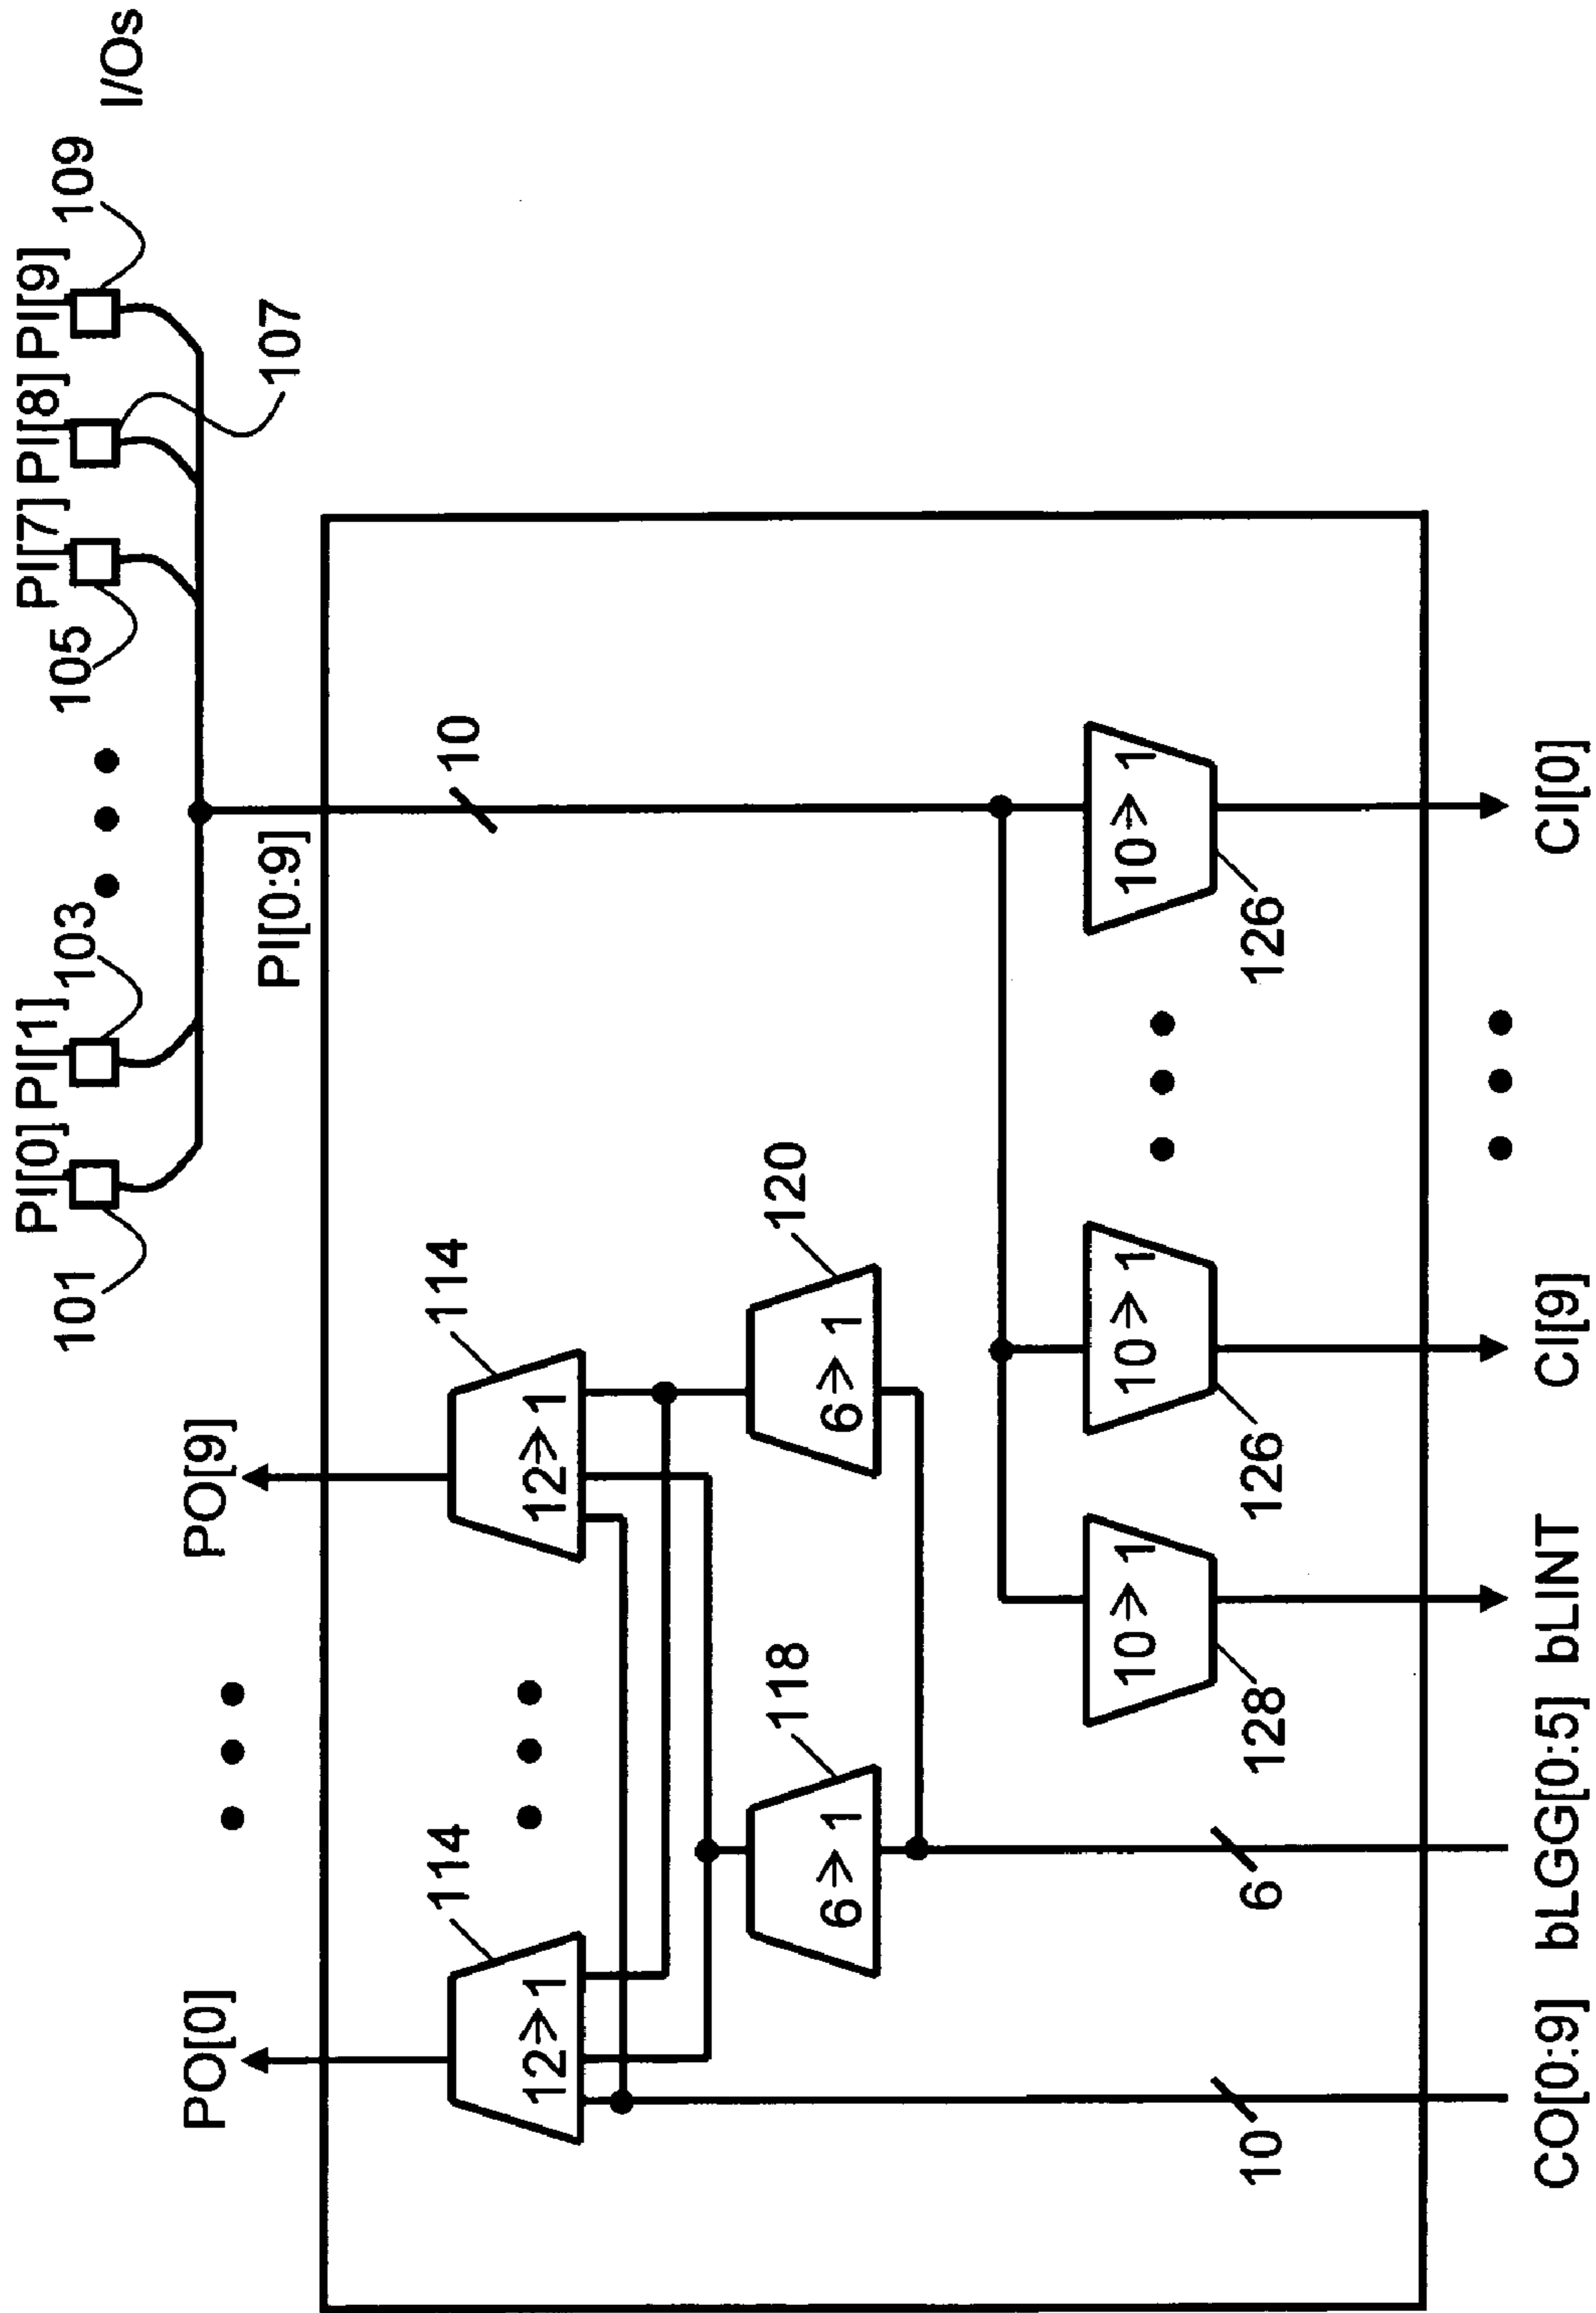 I/Os
PI[0] PI[1] PI[7] PI[8] PI[9]
101 103 105 107 109
PO[0] PO[9] PI[0:9]
114 114 10
12->1 12->1
118 120
6->1 6->1
10->1 10->1 10->1
10 6 128 126 126
CO[0:9] bLGG[0:5] bLINT CI[9] CI[0]